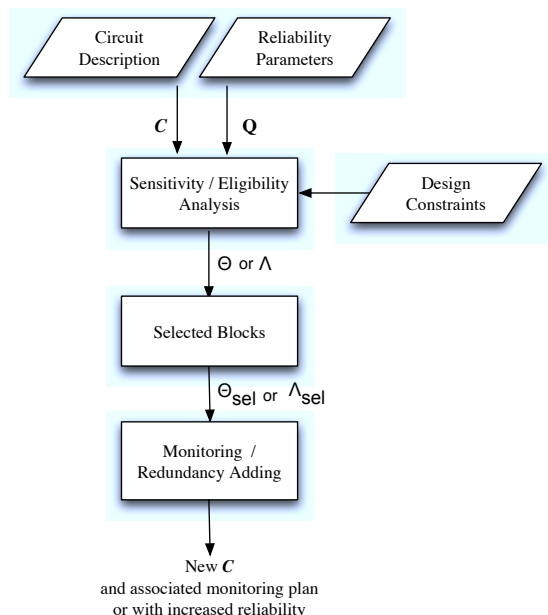 Circuit
Description
Reliability
Parameters
C
Q
Sensitivity / Eligibility
Analysis
Design
Constraints
Θ or Λ
Selected Blocks
Θsel or Λsel
Monitoring /
Redundancy Adding
New C
and associated monitoring plan
or with increased reliability